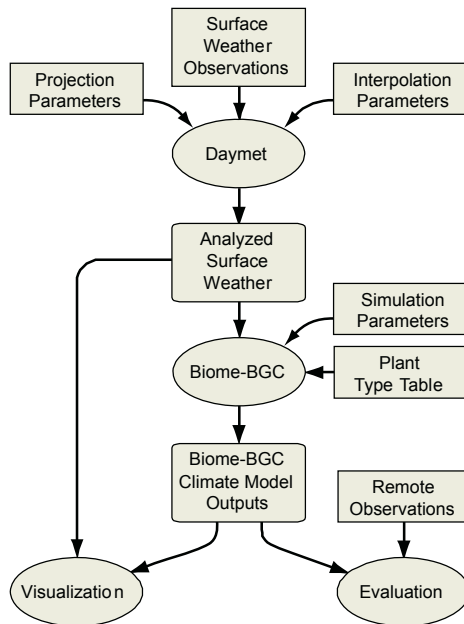 Surface
Weather
Observations
Projection
Parameters
Interpolation
Parameters
Daymet
Analyzed
Surface
Weather
Simulation
Parameters
Biome-BGC
Plant
Type Table
Biome-BGC
Climate Model
Outputs
Remote
Observations
Visualization
Evaluation